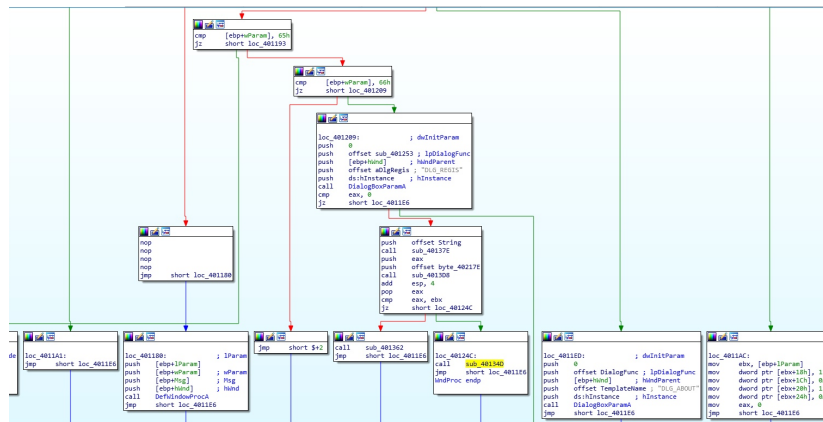 cmp     [ebp+wParam], 65h
jz      short loc_401193
cmp     [ebp+wParam], 66h
jz      short loc_401209
loc_401209:             ; dwInitParam
push    0
push    offset sub_401253 ; lpDialogFunc
push    [ebp+hWnd]      ; hWndParent
push    offset aDlgRegis ; "DLG_REGIS"
push    ds:hInstance    ; hInstance
call    DialogBoxParamA
cmp     eax, 0
jz      short loc_4011E6
nop
nop
nop
nop
jmp     short loc_401180
push    offset String
call    sub_40137E
push    eax
push    offset byte_40217E
call    sub_4013D8
add     esp, 4
pop     eax
cmp     eax, ebx
jz      short loc_40124C
de
loc_4011A1:
jmp     short loc_4011E6
loc_401180:             ; lParam
push    [ebp+lParam]
push    [ebp+wParam]    ; wParam
push    [ebp+Msg]       ; Msg
push    [ebp+hWnd]      ; hWnd
call    DefWindowProcA
jmp     short loc_4011E6
jmp     short $+2
call    sub_401362
jmp     short loc_4011E6
loc_40124C:
call    sub_40134D
jmp     short loc_4011E6
WndProc endp
loc_4011ED:             ; dwInitParam
push    0
push    offset DialogFunc ; lpDialogFunc
push    [ebp+hWnd]      ; hWndParent
push    offset TemplateName ; "DLG_ABOUT"
push    ds:hInstance    ; hInstance
call    DialogBoxParamA
jmp     short loc_4011E6
loc_4011AC:
mov     ebx, [ebp+lParam]
mov     dword ptr [ebx+18h], 1
mov     dword ptr [ebx+1Ch], 0
mov     dword ptr [ebx+20h], 1
mov     dword ptr [ebx+24h], 0
mov     eax, 0
jmp     short loc_4011E6